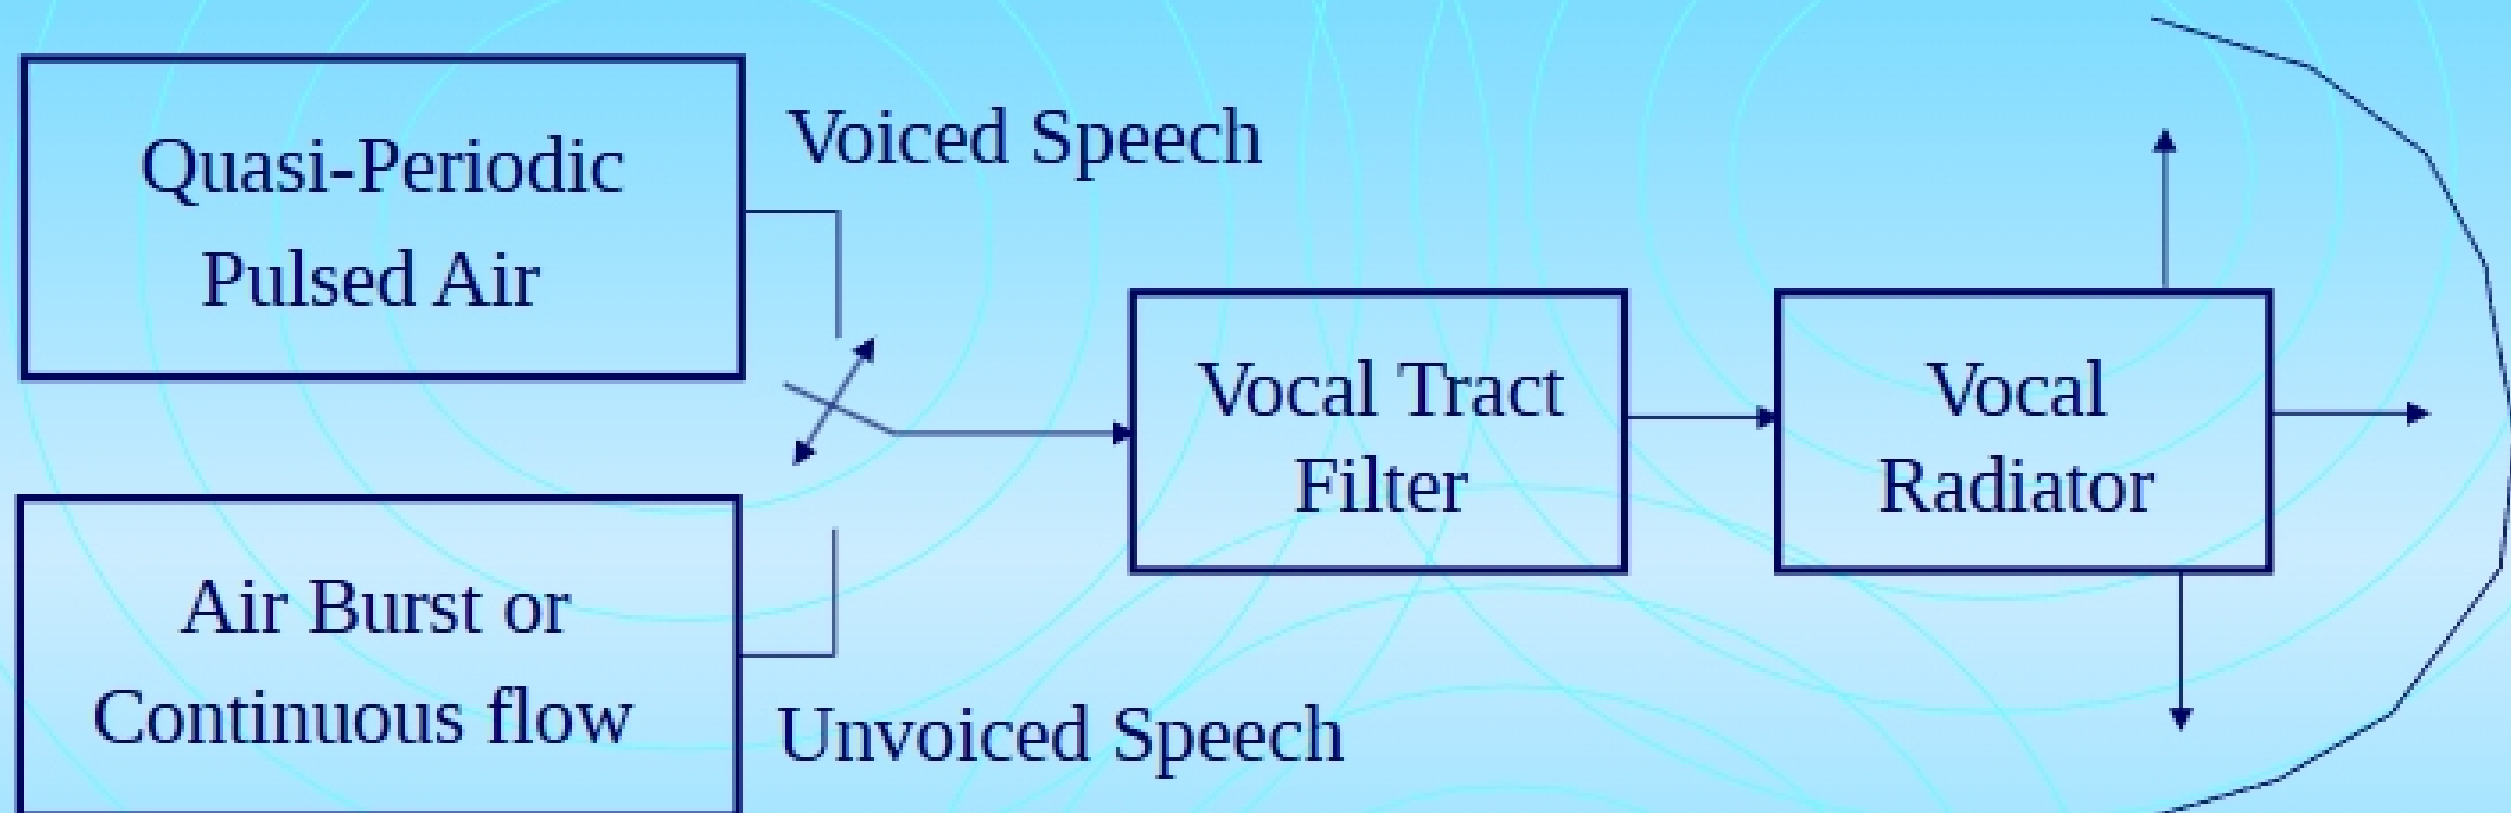 Quasi-Periodic
Pulsed Air
Voiced Speech
Vocal Tract
Filter
Vocal
Radiator
Air Burst or
Continuous flow
Unvoiced Speech